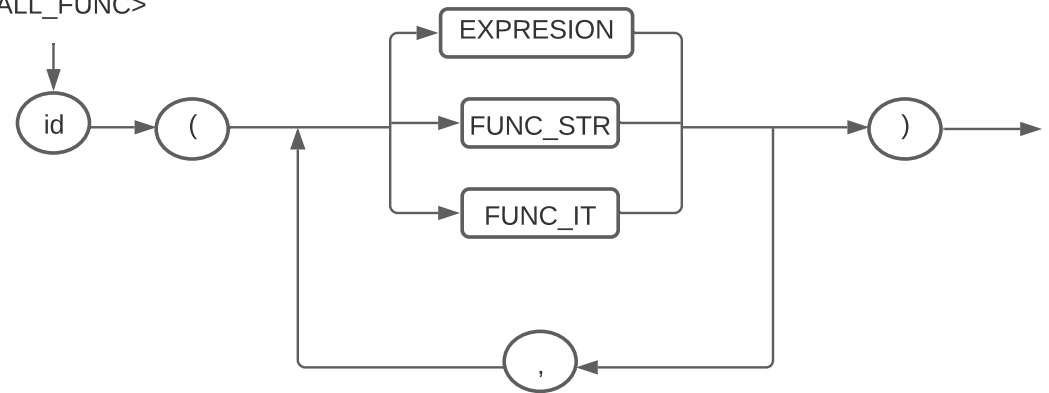 ALL_FUNC>
EXPRESION
id
(
FUNC_STR
)
FUNC_IT
,